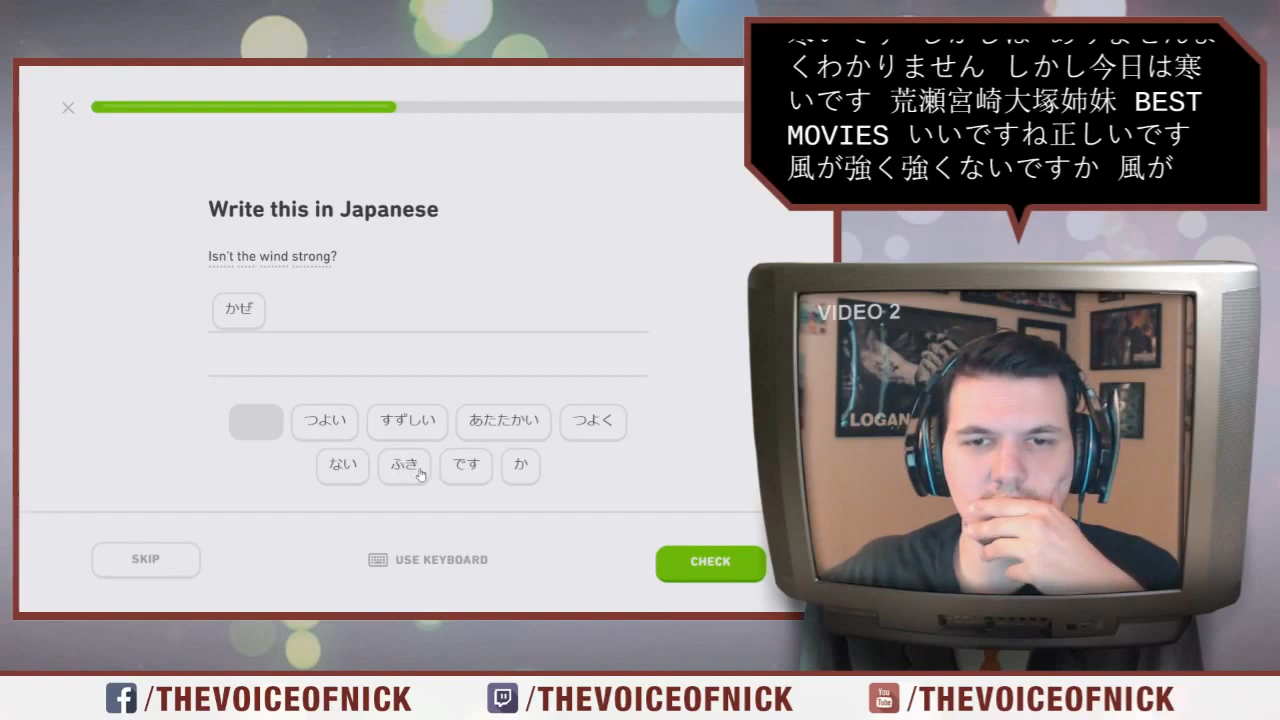 Write this in Japanese
Isn't the wind strong?
かぜ
つよい すずしい あたたかい つよく
ない ふき です か
SKIP
USE KEYBOARD
CHECK
くわかりません しかし今日は寒
いです 荒瀬宮崎大塚姉妹 BEST
MOVIES いいですね正しいです
風が強く強くないですか 風が
VIDEO 2
LOGAN
/THEVOICEOFNICK
/THEVOICEOFNICK
You Tube /THEVOICEOFNICK